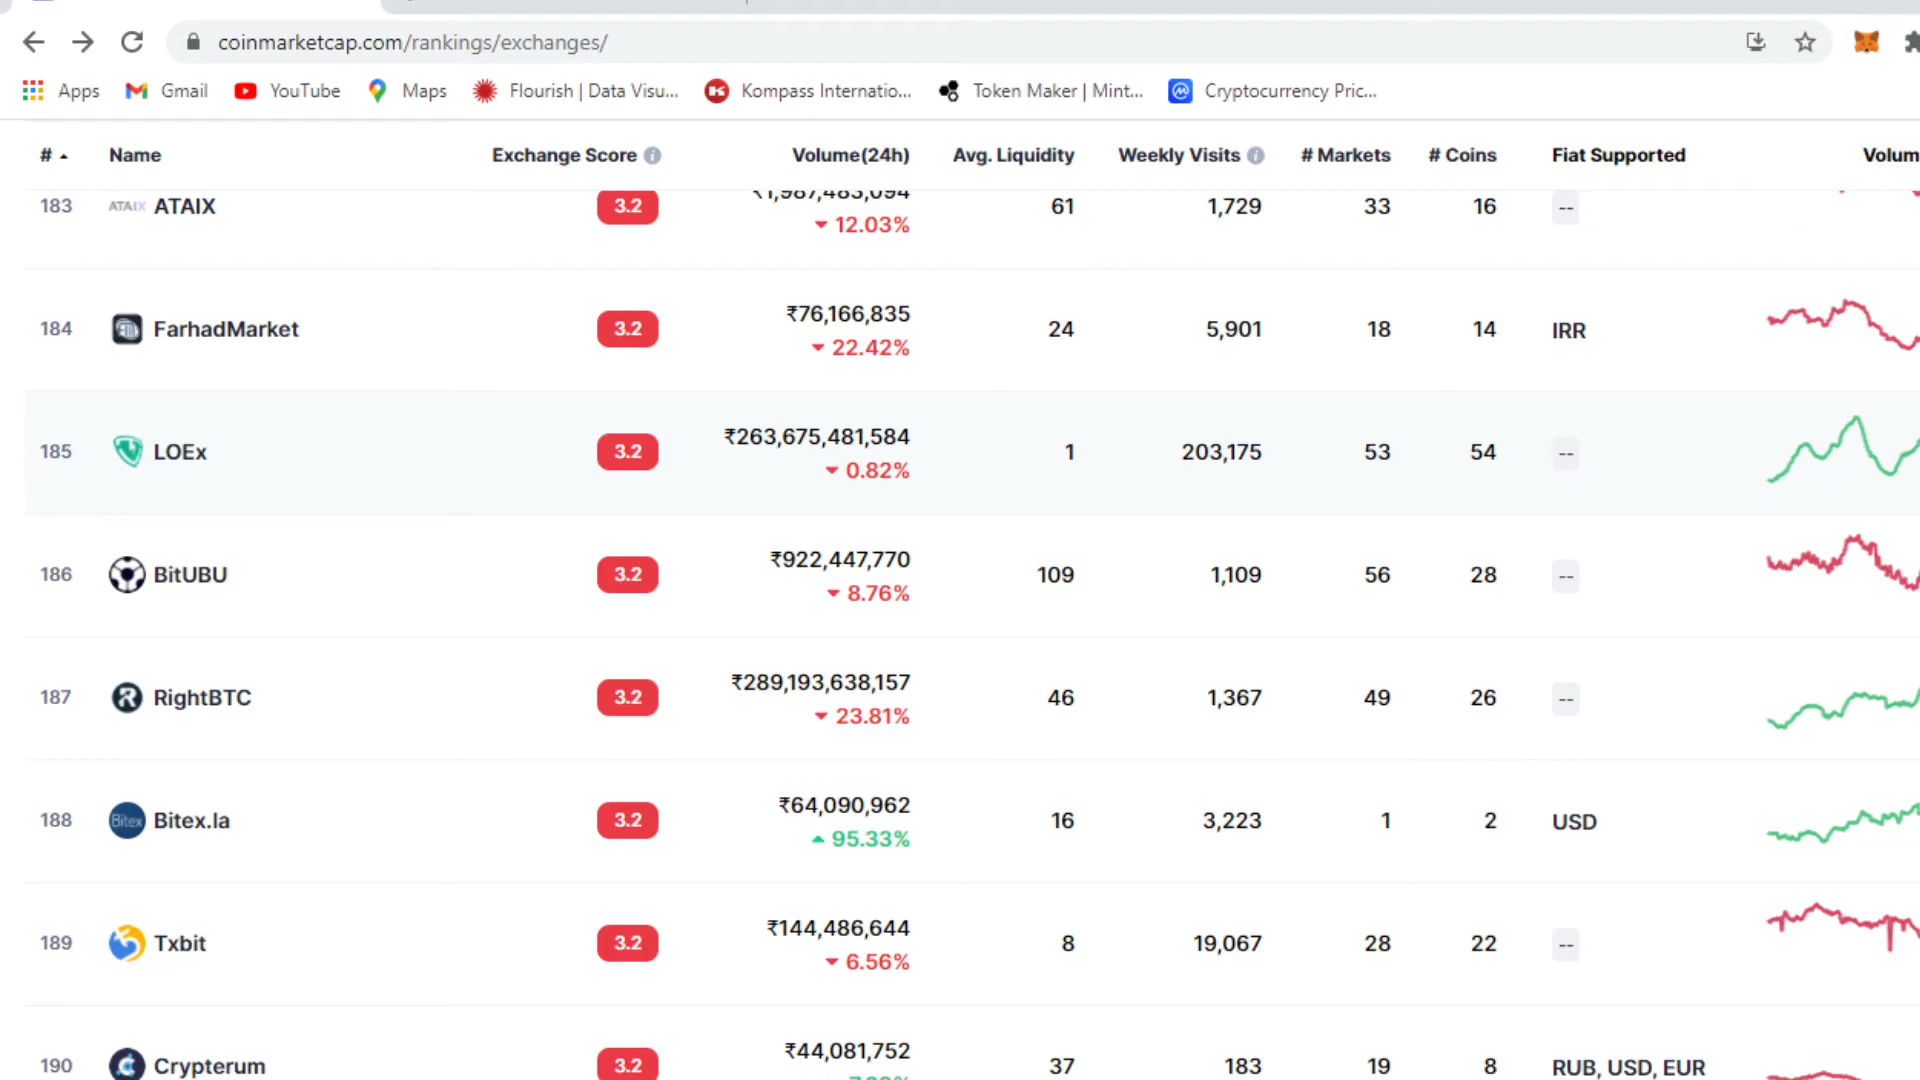 coinmarketcap.com/rankings/exchanges/
Apps Gmail YouTube Maps Flourish | Data Visu... Kompass Internatio... Token Maker | Mint... Cryptocurrency Pric...
# Name Exchange Score Volume(24h) Avg. Liquidity Weekly Visits # Markets # Coins Fiat Supported Volum
183 ATAIX ATAIX 3.2 ₹1,987,483,094 61 1,729 33 16 --
12.03%
184 FarhadMarket 3.2 ₹76,166,835 24 5,901 18 14 IRR
22.42%
185 LOEx 3.2 ₹263,675,481,584 1 203,175 53 54 --
0.82%
186 BitUBU 3.2 ₹922,447,770 109 1,109 56 28 --
8.76%
187 RightBTC 3.2 ₹289,193,638,157 46 1,367 49 26 --
23.81%
188 Bitex Bitex.la 3.2 ₹64,090,962 16 3,223 1 2 USD
95.33%
189 Txbit 3.2 ₹144,486,644 8 19,067 28 22 --
6.56%
190 Crypterum 3.2 ₹44,081,752 37 183 19 8 RUB, USD, EUR